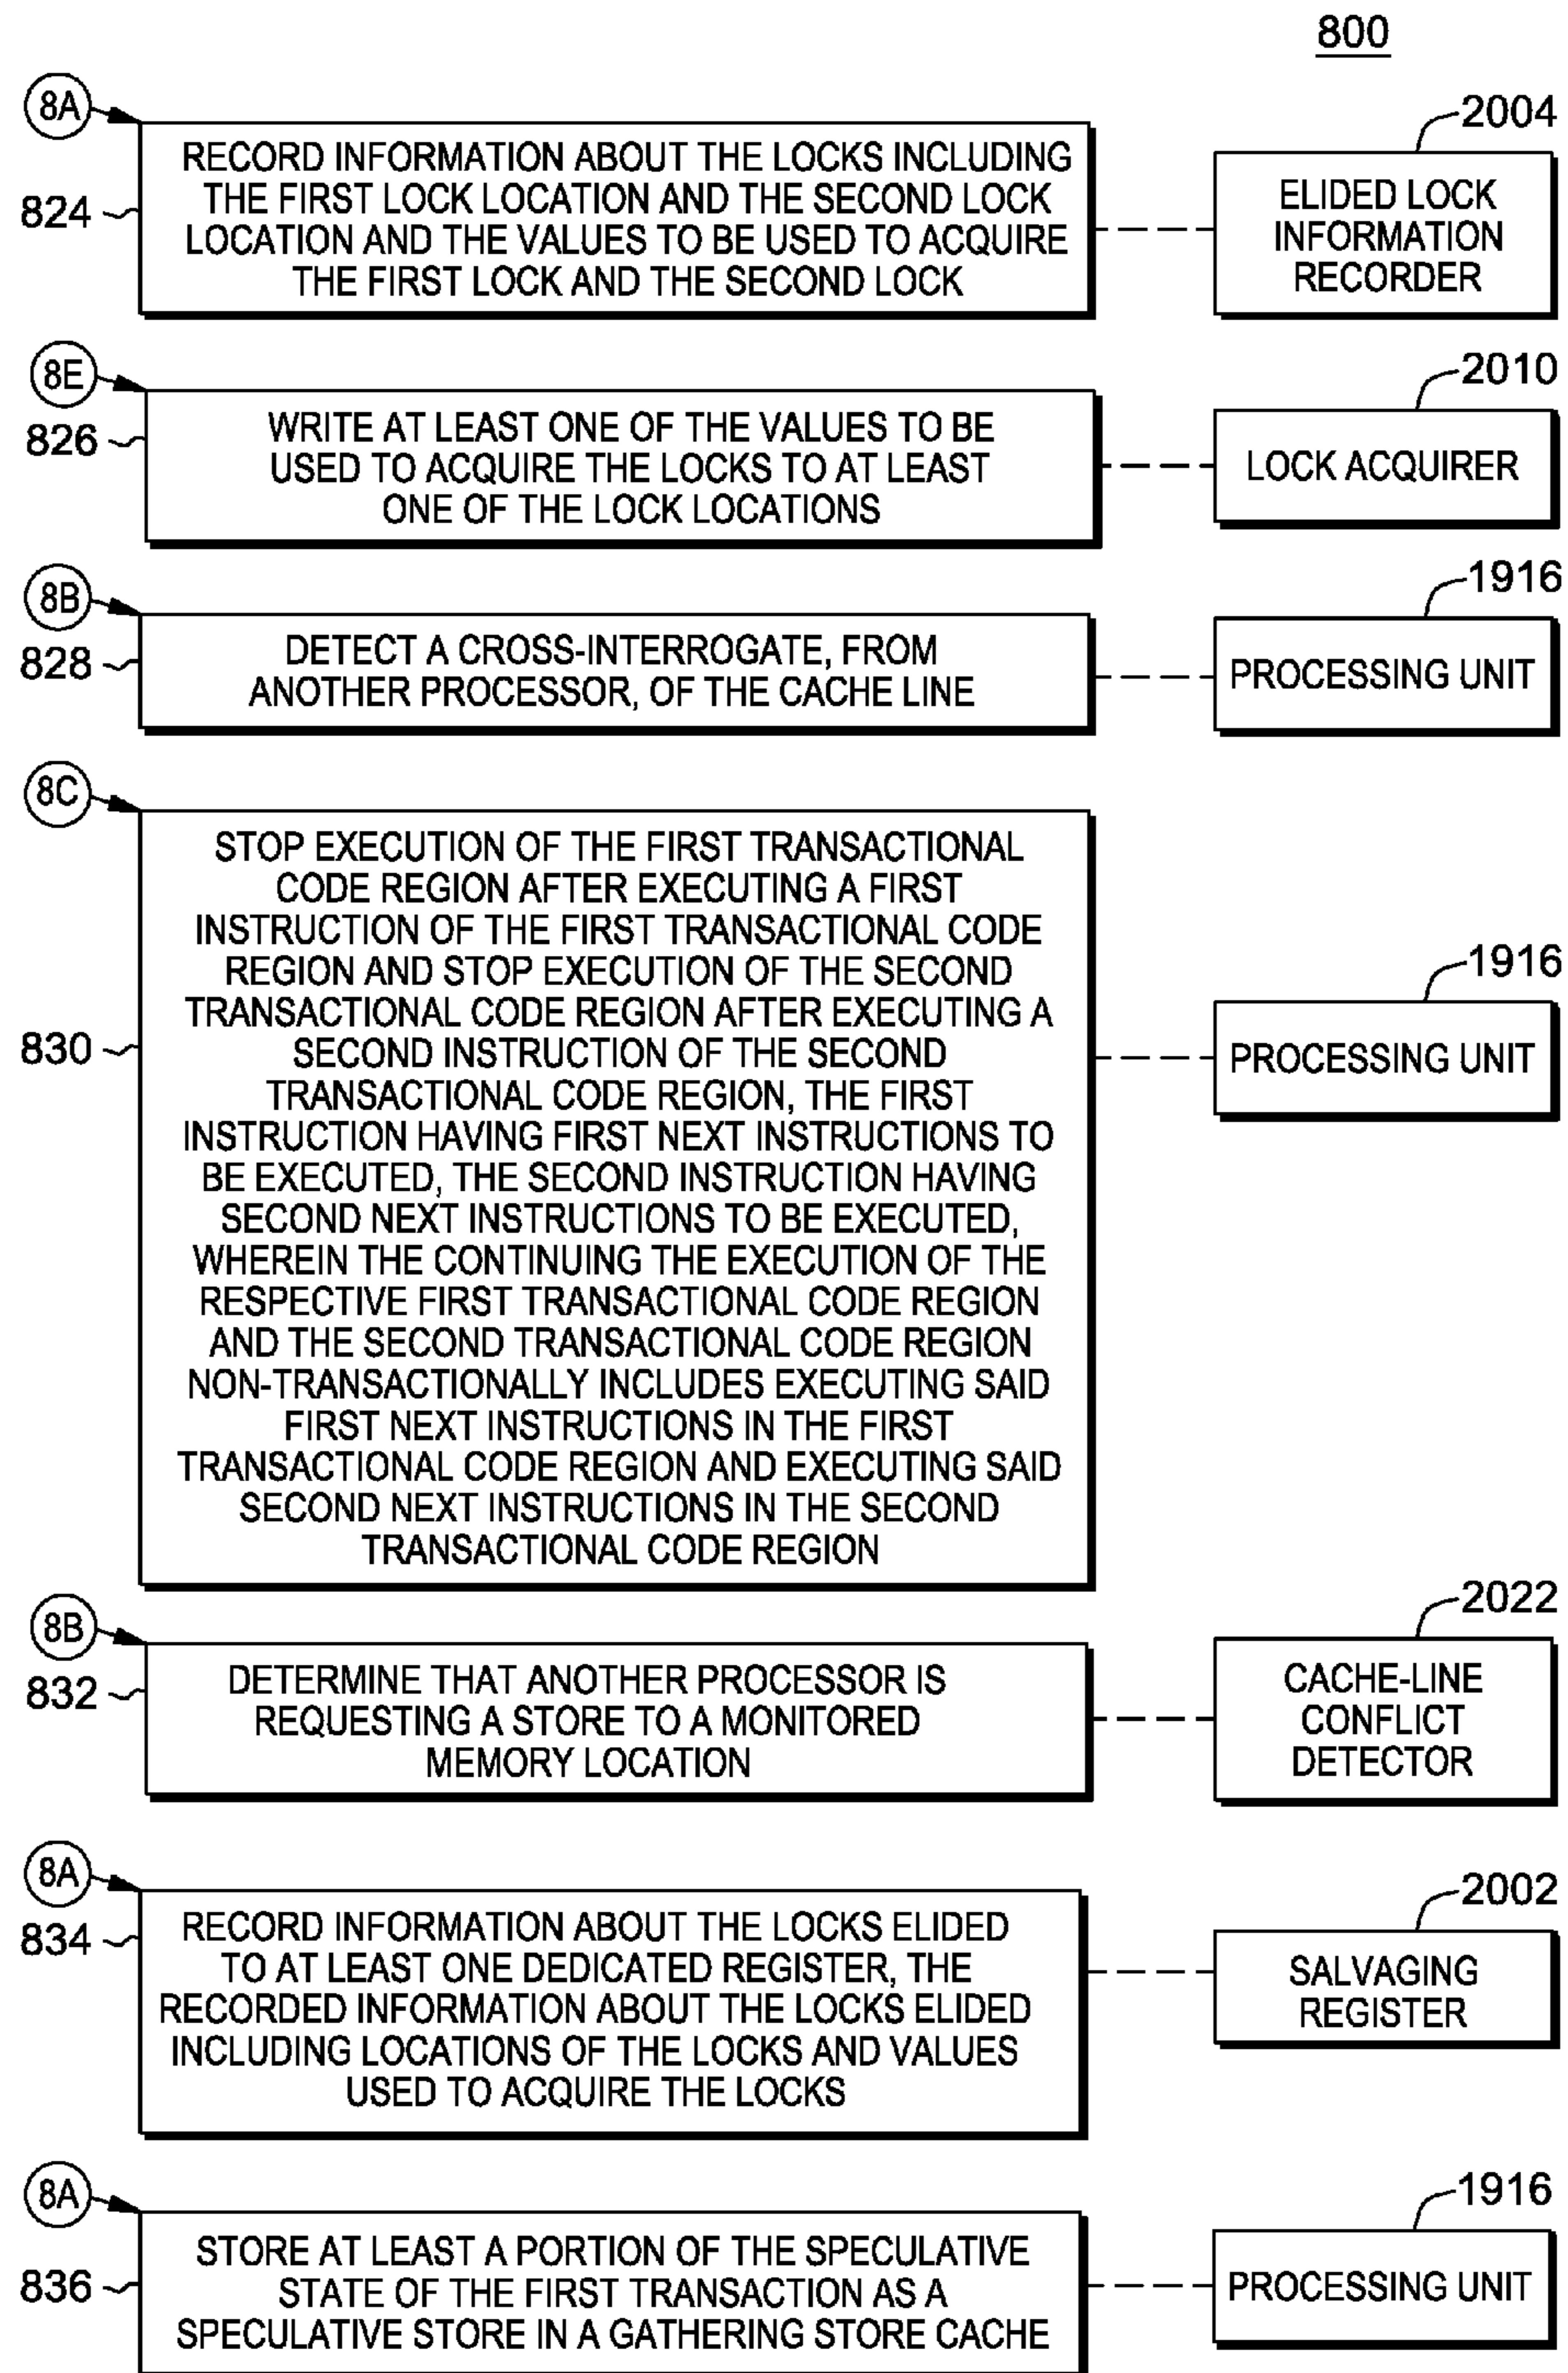 800
8A
824
RECORD INFORMATION ABOUT THE LOCKS INCLUDING
THE FIRST LOCK LOCATION AND THE SECOND LOCK
LOCATION AND THE VALUES TO BE USED TO ACQUIRE
THE FIRST LOCK AND THE SECOND LOCK
2004
ELIDED LOCK
INFORMATION
RECORDER
8E
826
WRITE AT LEAST ONE OF THE VALUES TO BE
USED TO ACQUIRE THE LOCKS TO AT LEAST
ONE OF THE LOCK LOCATIONS
2010
LOCK ACQUIRER
8B
828
DETECT A CROSS-INTERROGATE, FROM
ANOTHER PROCESSOR, OF THE CACHE LINE
1916
PROCESSING UNIT
8C
830
STOP EXECUTION OF THE FIRST TRANSACTIONAL
CODE REGION AFTER EXECUTING A FIRST
INSTRUCTION OF THE FIRST TRANSACTIONAL CODE
REGION AND STOP EXECUTION OF THE SECOND
TRANSACTIONAL CODE REGION AFTER EXECUTING A
SECOND INSTRUCTION OF THE SECOND
TRANSACTIONAL CODE REGION, THE FIRST
INSTRUCTION HAVING FIRST NEXT INSTRUCTIONS TO
BE EXECUTED, THE SECOND INSTRUCTION HAVING
SECOND NEXT INSTRUCTIONS TO BE EXECUTED,
WHEREIN THE CONTINUING THE EXECUTION OF THE
RESPECTIVE FIRST TRANSACTIONAL CODE REGION
AND THE SECOND TRANSACTIONAL CODE REGION
NON-TRANSACTIONALLY INCLUDES EXECUTING SAID
FIRST NEXT INSTRUCTIONS IN THE FIRST
TRANSACTIONAL CODE REGION AND EXECUTING SAID
SECOND NEXT INSTRUCTIONS IN THE SECOND
TRANSACTIONAL CODE REGION
1916
PROCESSING UNIT
8B
832
DETERMINE THAT ANOTHER PROCESSOR IS
REQUESTING A STORE TO A MONITORED
MEMORY LOCATION
2022
CACHE-LINE
CONFLICT
DETECTOR
8A
834
RECORD INFORMATION ABOUT THE LOCKS ELIDED
TO AT LEAST ONE DEDICATED REGISTER, THE
RECORDED INFORMATION ABOUT THE LOCKS ELIDED
INCLUDING LOCATIONS OF THE LOCKS AND VALUES
USED TO ACQUIRE THE LOCKS
2002
SALVAGING
REGISTER
8A
836
STORE AT LEAST A PORTION OF THE SPECULATIVE
STATE OF THE FIRST TRANSACTION AS A
SPECULATIVE STORE IN A GATHERING STORE CACHE
1916
PROCESSING UNIT